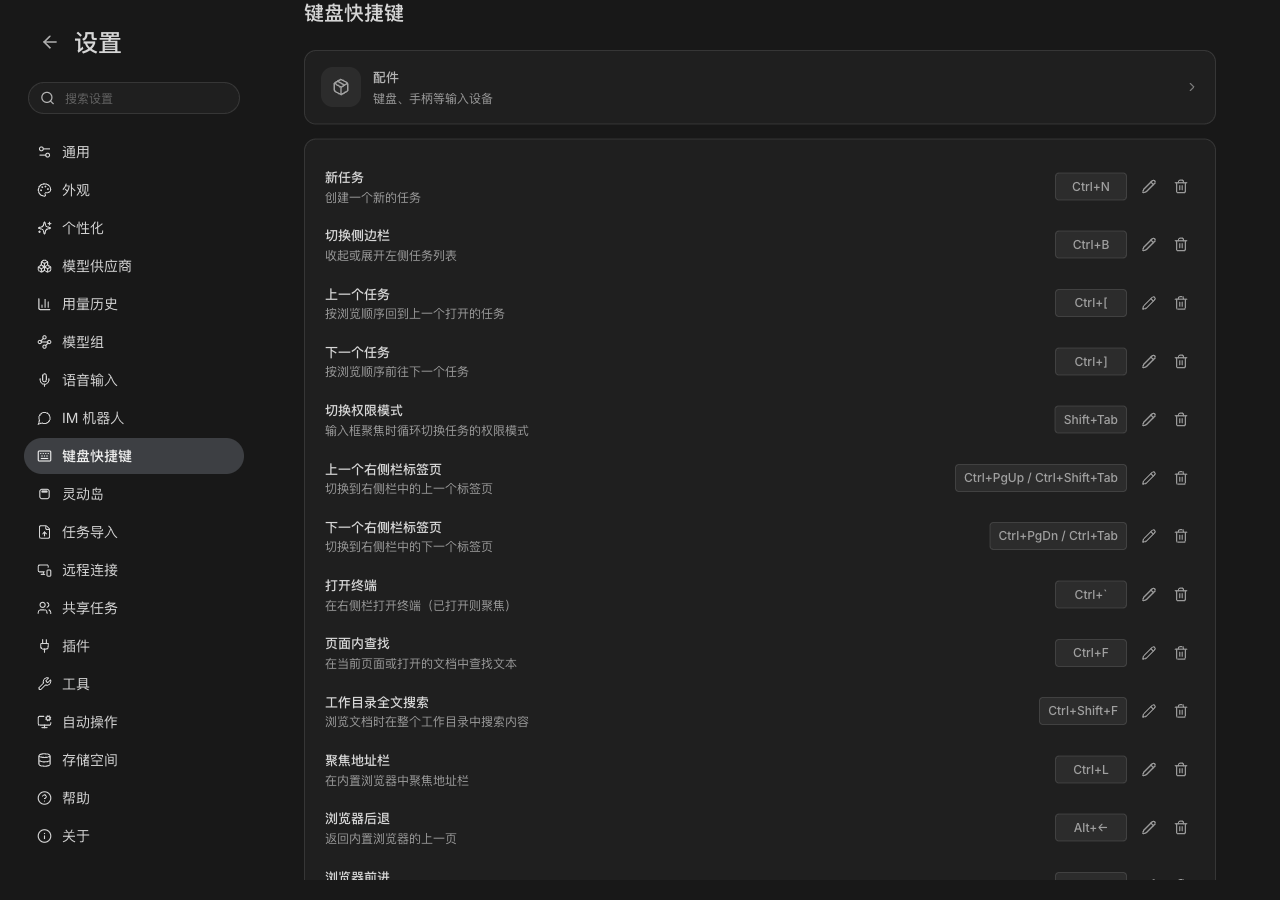 设置
搜索设置
通用
外观
个性化
模型供应商
用量历史
模型组
语音输入
IM 机器人
键盘快捷键
灵动岛
任务导入
远程连接
共享任务
插件
工具
自动操作
存储空间
帮助
关于
键盘快捷键
配件
键盘、手柄等输入设备
新任务
创建一个新的任务
Ctrl+N
切换侧边栏
收起或展开左侧任务列表
Ctrl+B
上一个任务
按浏览顺序回到上一个打开的任务
Ctrl+[
下一个任务
按浏览顺序前往下一个任务
Ctrl+]
切换权限模式
输入框聚焦时循环切换任务的权限模式
Shift+Tab
上一个右侧栏标签页
切换到右侧栏中的上一个标签页
Ctrl+PgUp / Ctrl+Shift+Tab
下一个右侧栏标签页
切换到右侧栏中的下一个标签页
Ctrl+PgDn / Ctrl+Tab
打开终端
在右侧栏打开终端（已打开则聚焦）
Ctrl+`
页面内查找
在当前页面或打开的文档中查找文本
Ctrl+F
工作目录全文搜索
浏览文档时在整个工作目录中搜索内容
Ctrl+Shift+F
聚焦地址栏
在内置浏览器中聚焦地址栏
Ctrl+L
浏览器后退
返回内置浏览器的上一页
Alt+←
浏览器前进